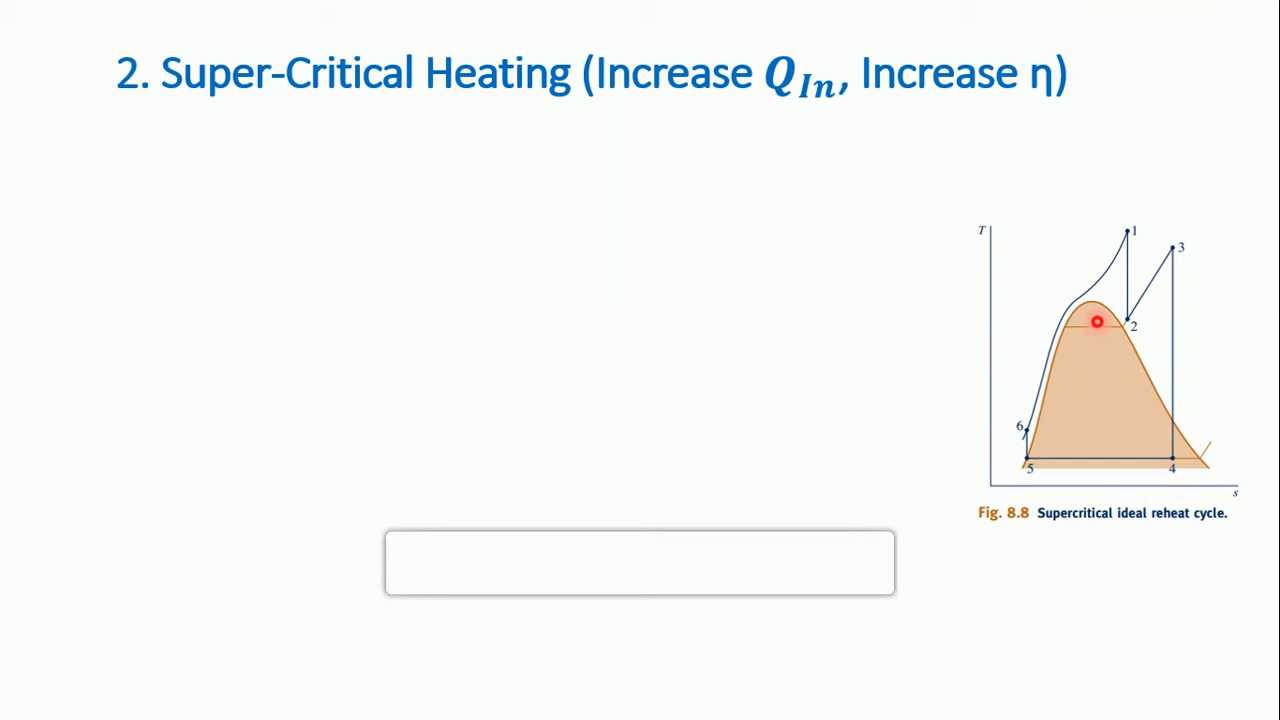 2. Super-Critical Heating (Increase Q_In, Increase η)
T
1
3
2
6
5
4
s
Fig. 8.8 Supercritical ideal reheat cycle.